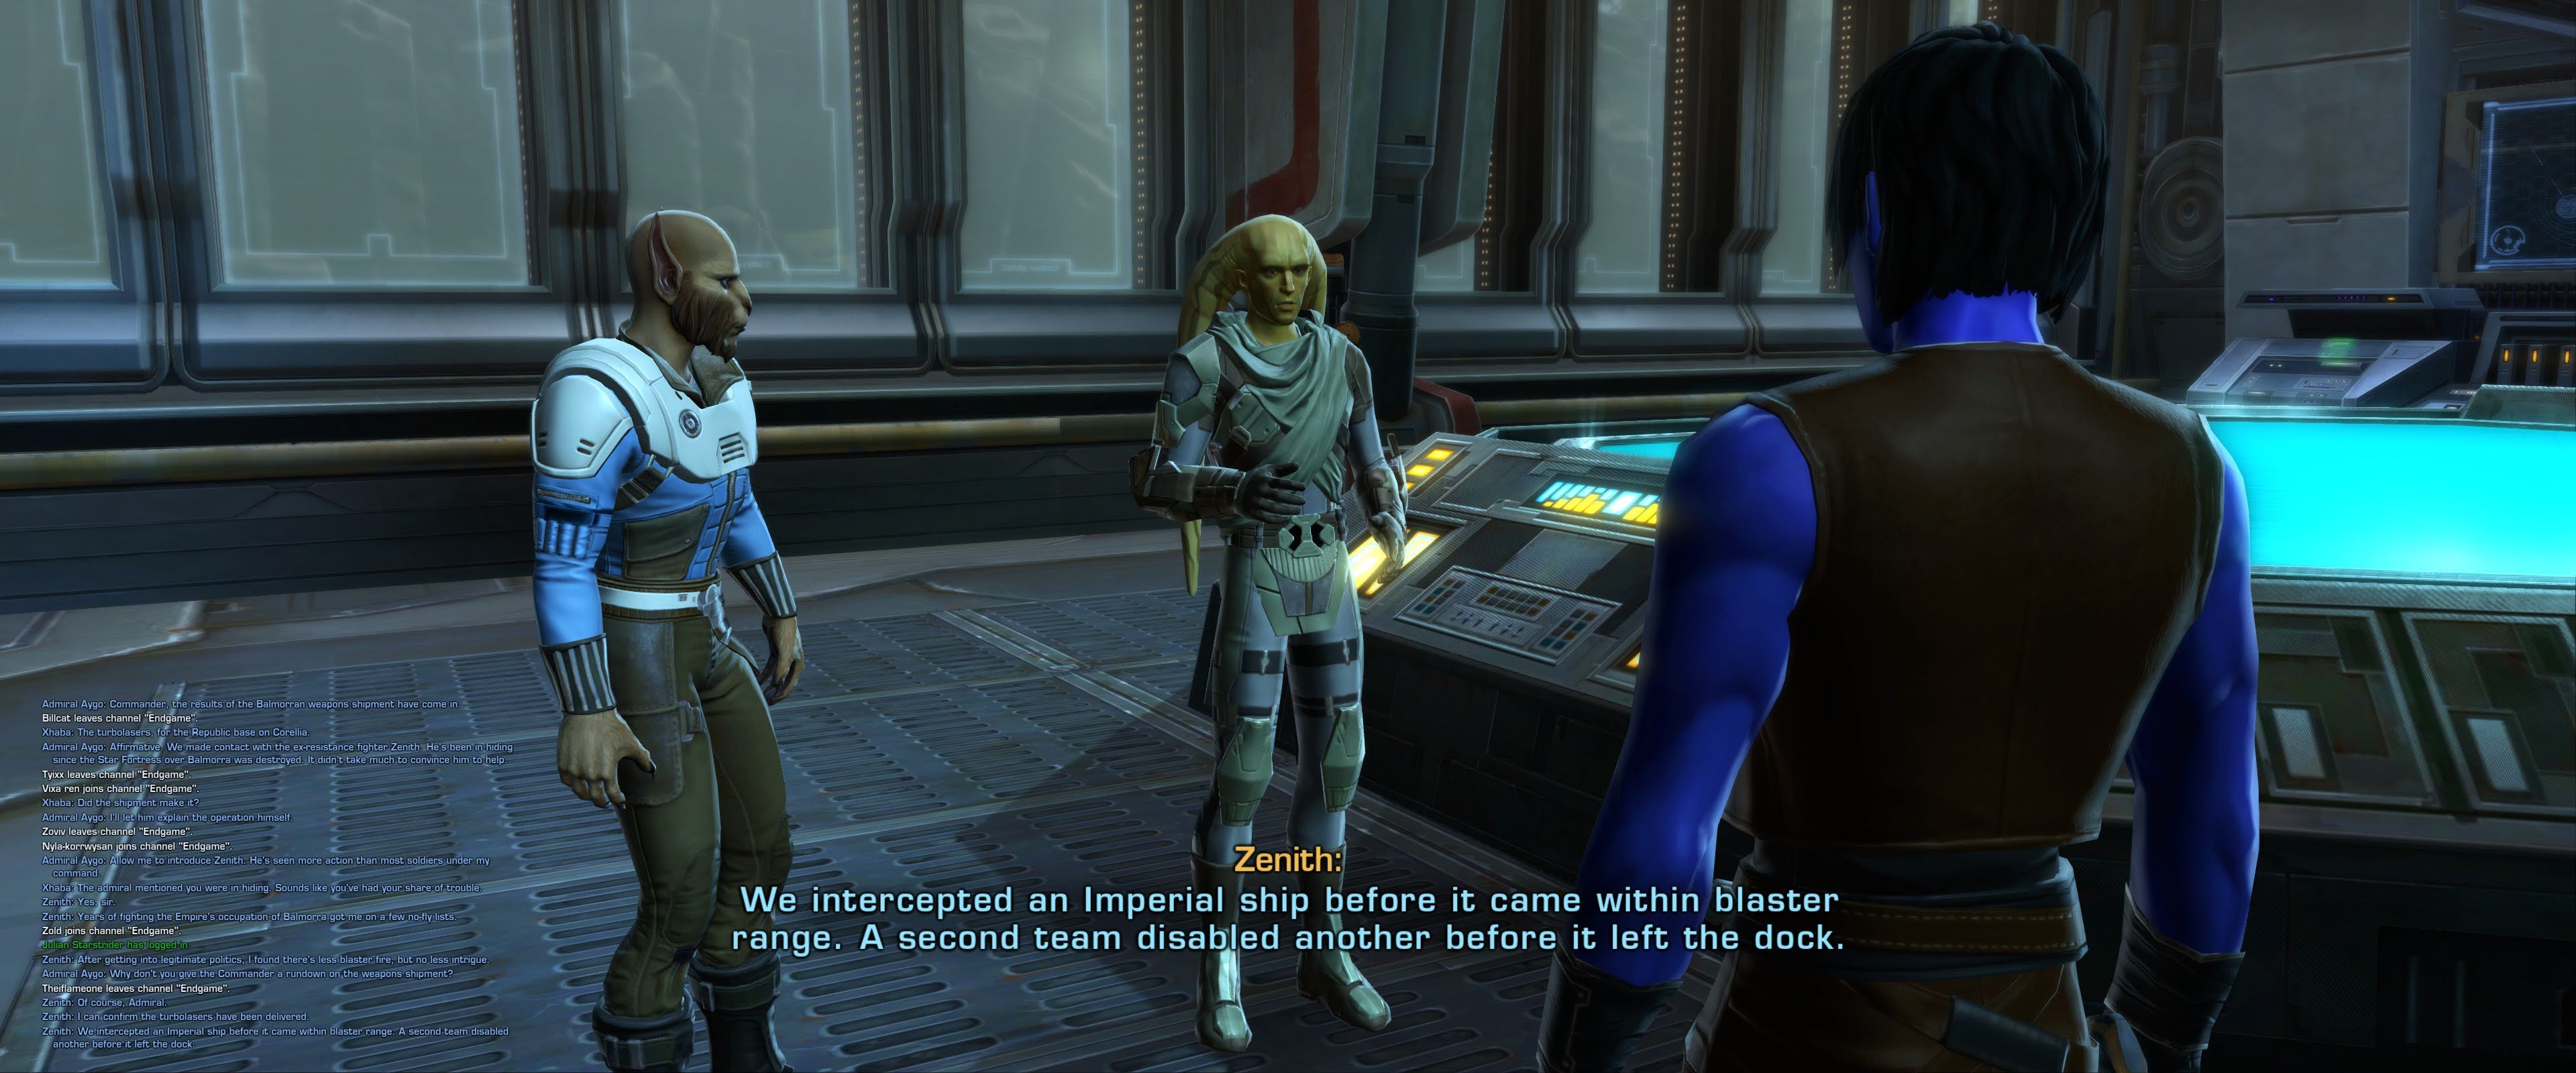 Admiral Aygo: Commander, the results of the Balmorran weapons shipment have come in.
Billcat leaves channel "Endgame".
Xhaba: The turbolasers, for the Republic base on Corellia.
Admiral Aygo: Affirmative. We made contact with the ex-resistance fighter Zenith. He's been in hiding
since the Star Fortress over Balmorra was destroyed. It didn't take much to convince him to help.
Tyixx leaves channel "Endgame".
Vixa ren joins channel "Endgame".
Xhaba: Did the shipment make it?
Admiral Aygo: I'll let him explain the operation himself.
Zoviv leaves channel "Endgame".
Nyla-korrwysan joins channel "Endgame".
Admiral Aygo: Allow me to introduce Zenith. He's seen more action than most soldiers under my
command.
Xhaba: The admiral mentioned you were in hiding. Sounds like you've had your share of trouble.
Zenith: Yes, sir.
Zenith: Years of fighting the Empire's occupation of Balmorra got me on a few no-fly lists.
Zold joins channel "Endgame".
Julian Starstrider has logged in.
Zenith: After getting into legitimate politics, I found there's less blaster fire, but no less intrigue.
Admiral Aygo: Why don't you give the Commander a rundown on the weapons shipment?
Theiflameone leaves channel "Endgame".
Zenith: Of course, Admiral.
Zenith: I can confirm the turbolasers have been delivered.
Zenith: We intercepted an Imperial ship before it came within blaster range. A second team disabled
another before it left the dock.
Zenith:
We intercepted an Imperial ship before it came within blaster
range. A second team disabled another before it left the dock.